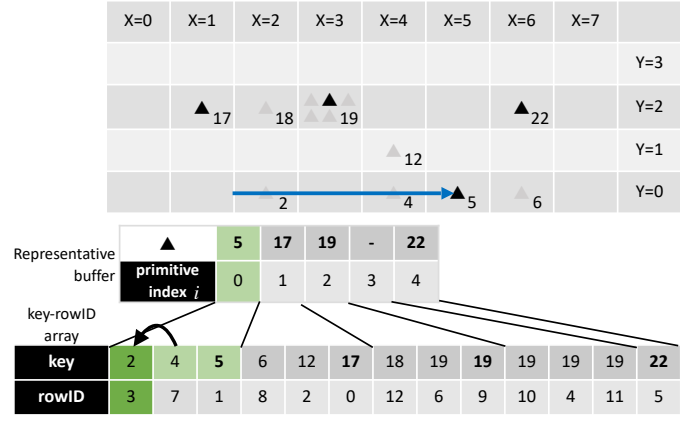 X=0 X=1 X=2 X=3 X=4 X=5 X=6 X=7
Y=3
17 18 19 22 Y=2
12 Y=1
2 4 5 6 Y=0
Representative buffer
5 17 19 - 22
primitive index i 0 1 2 3 4
key-rowID array
key 2 4 5 6 12 17 18 19 19 19 19 19 22
rowID 3 7 1 8 2 0 12 6 9 10 4 11 5